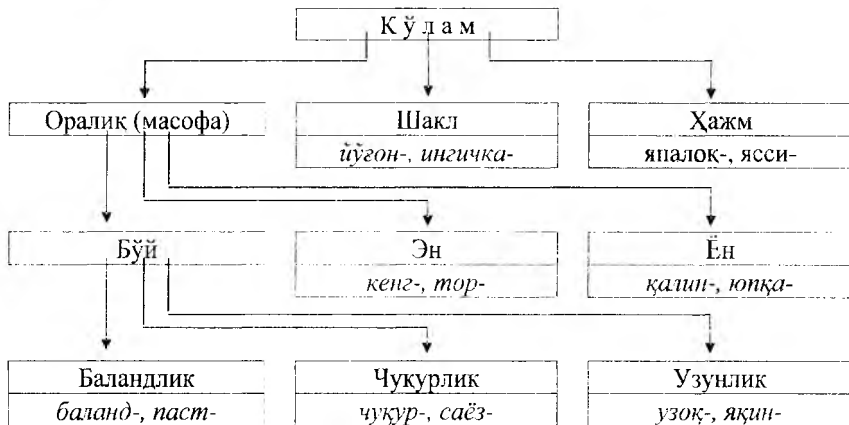 Кўлам
Оралиқ (масофа) Шакл Ҳажм
йўғон-, ингичка- япалоқ-, ясси-
Бўй Эн Ён
кенг-, тор- қалин-, юпқа-
Баландлик Чуқурлик Узунлик
баланд-, паст- чуқур-, саёз- узоқ-, яқин-